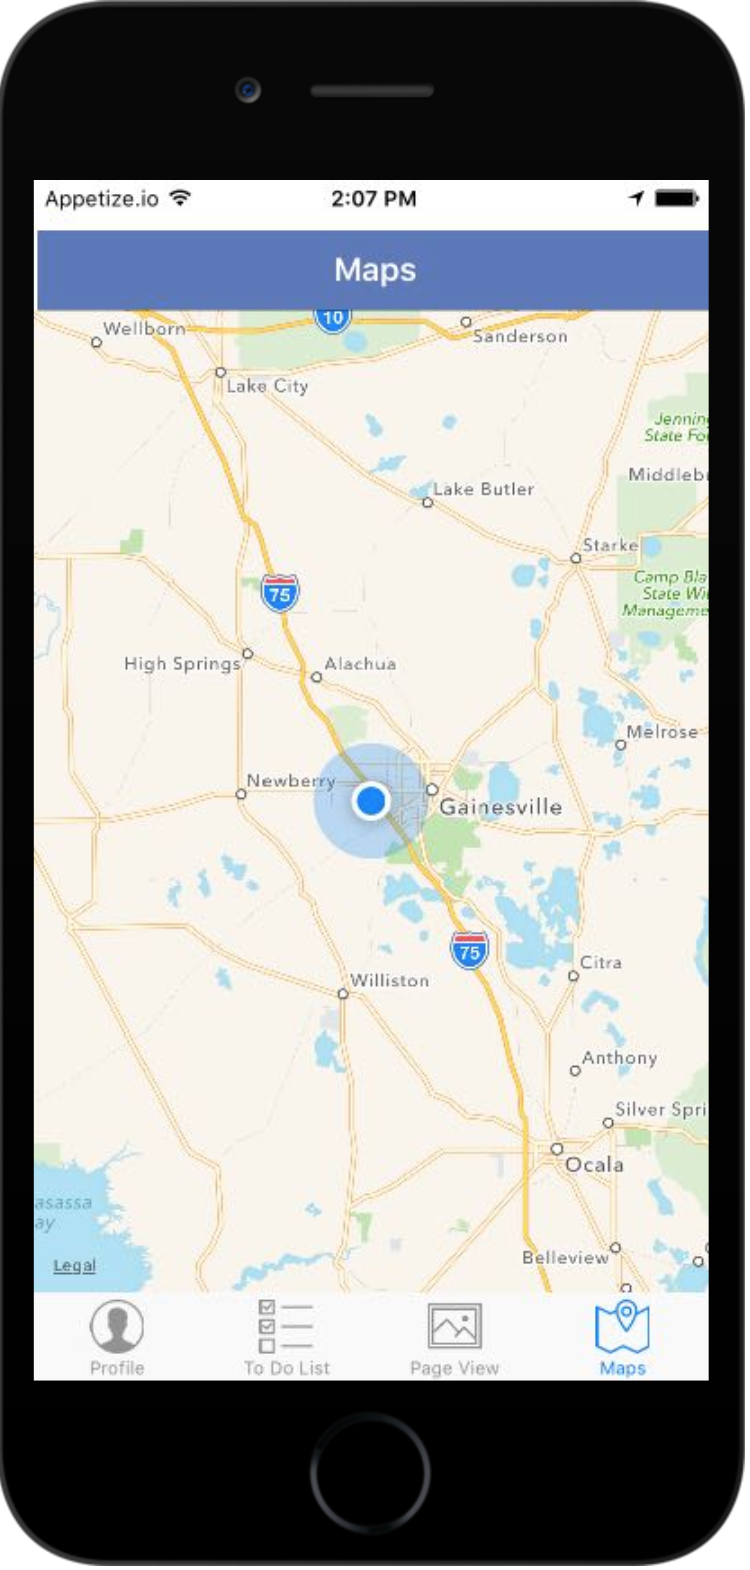 Appetize.io 2:07 PM
Maps
10
Wellborn
Sanderson
Lake City
Jennin
State Fo
Middleb
Lake Butler
Starke
Camp Bla
State Wi
Manageme
75
High Springs
Alachua
Melrose
Newberry
Gainesville
75
Citra
Williston
Anthony
Silver Spri
Ocala
asassa
ay
Belleview
Legal
Profile To Do List Page View Maps